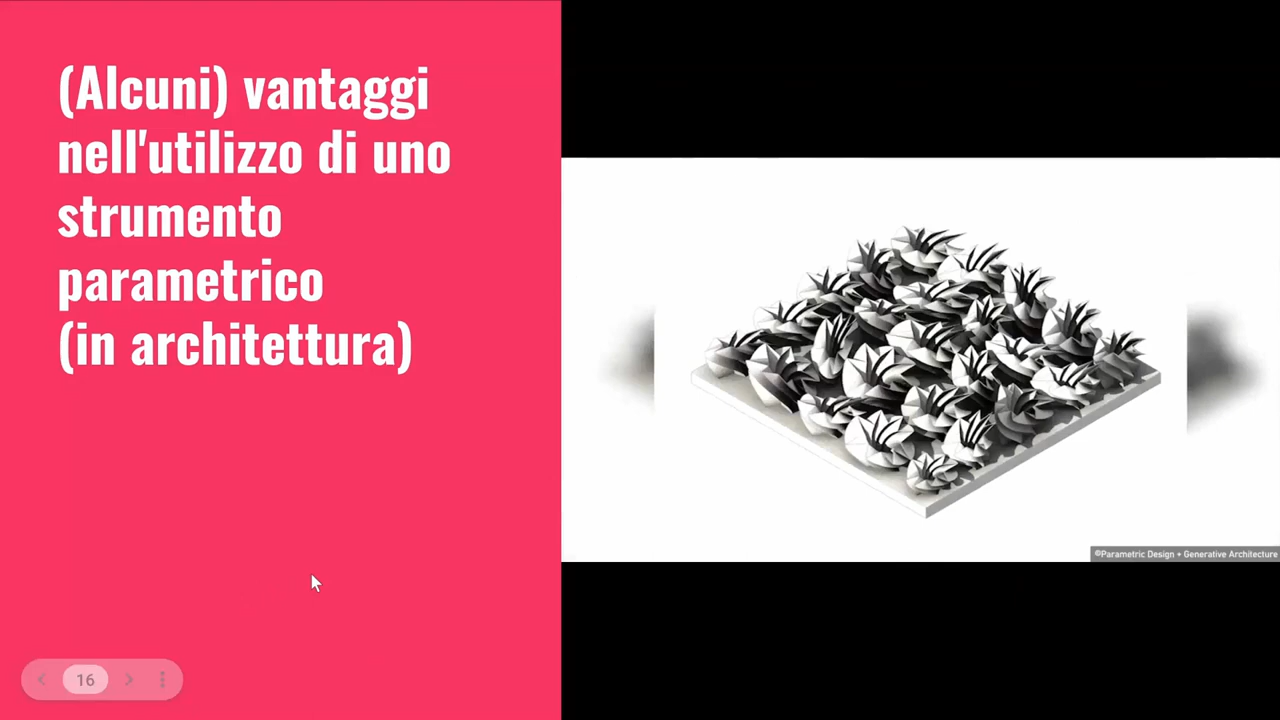 (Alcuni) vantaggi
nell'utilizzo di uno
strumento
parametrico
(in architettura)
©Parametric Design + Generative Architecture
16